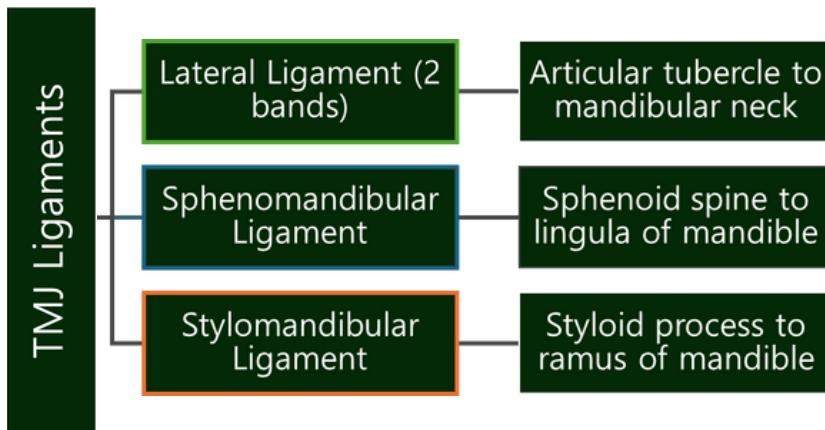 TMJ Ligaments
Lateral Ligament (2
bands)
Articular tubercle to
mandibular neck
Sphenomandibular
Ligament
Sphenoid spine to
lingula of mandible
Stylomandibular
Ligament
Styloid process to
ramus of mandible